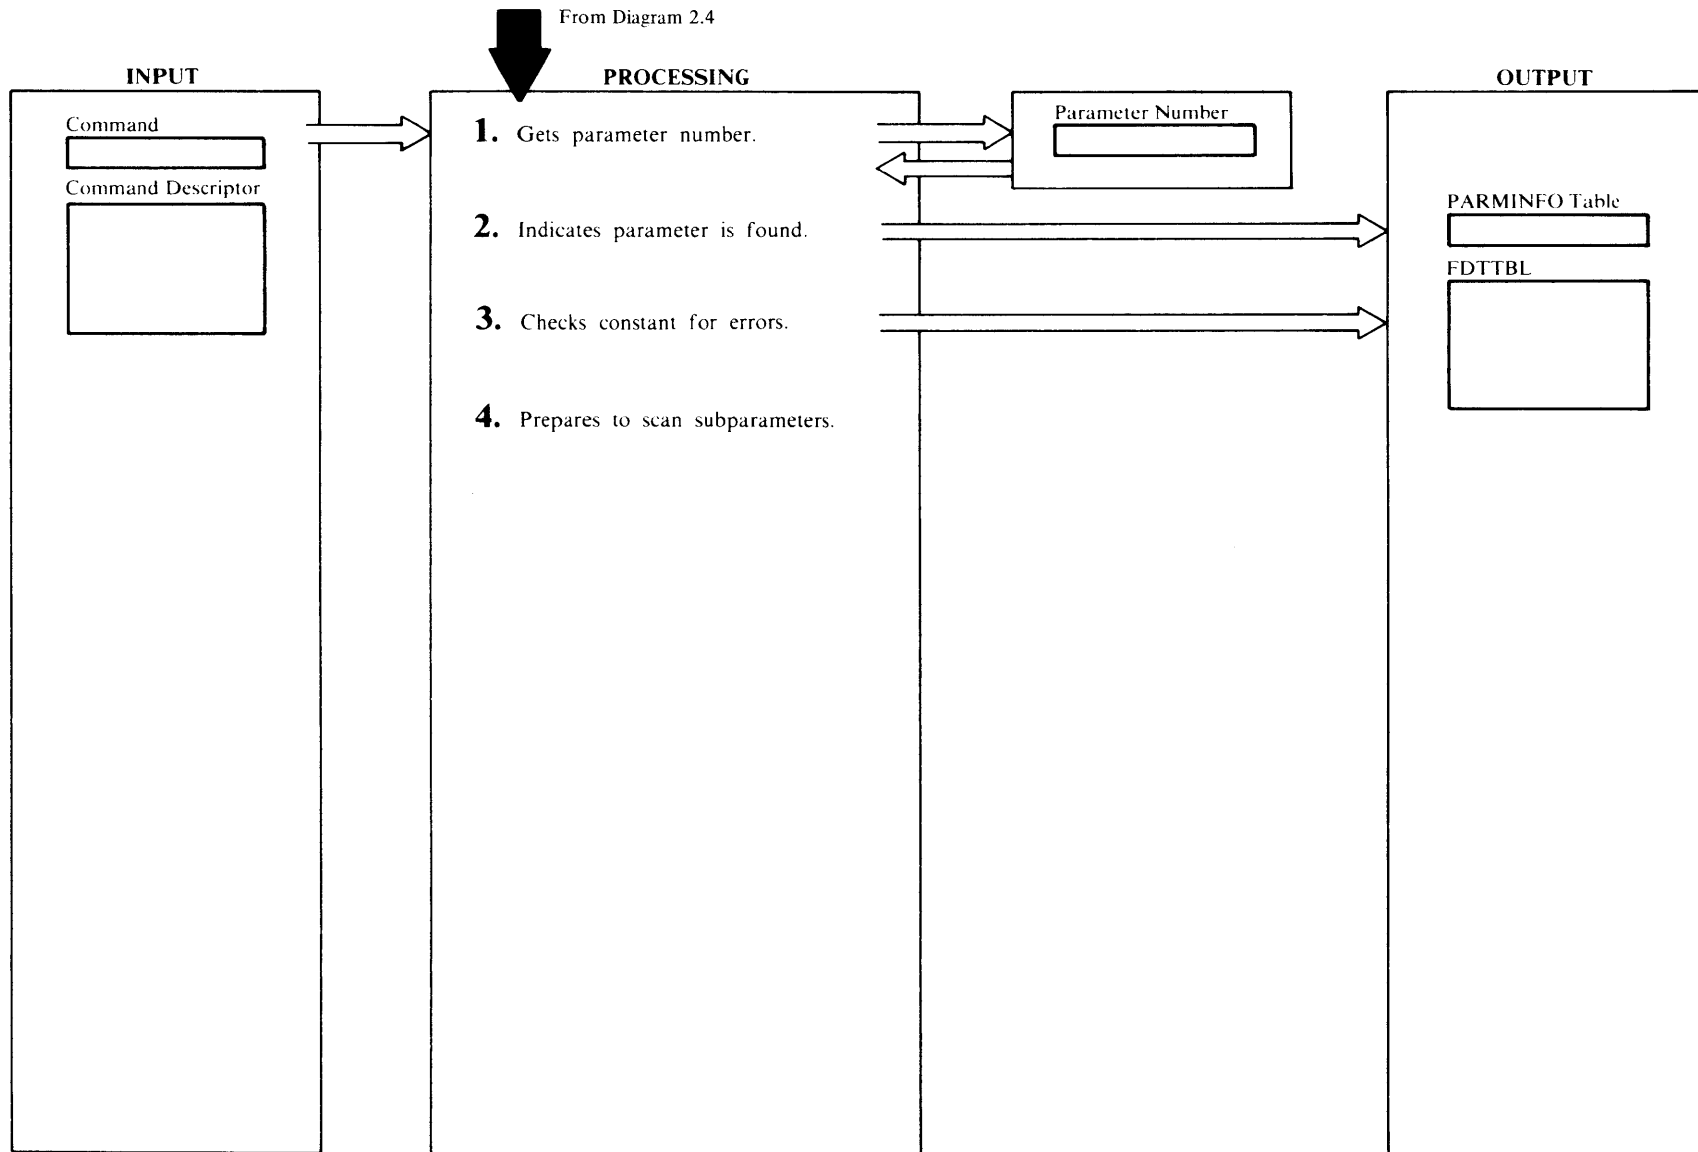 From Diagram 2.4
INPUT
PROCESSING
OUTPUT
Command
Command Descriptor
1. Gets parameter number.
2. Indicates parameter is found.
3. Checks constant for errors.
4. Prepares to scan subparameters.
Parameter Number
PARMINFO Table
FDTTBL